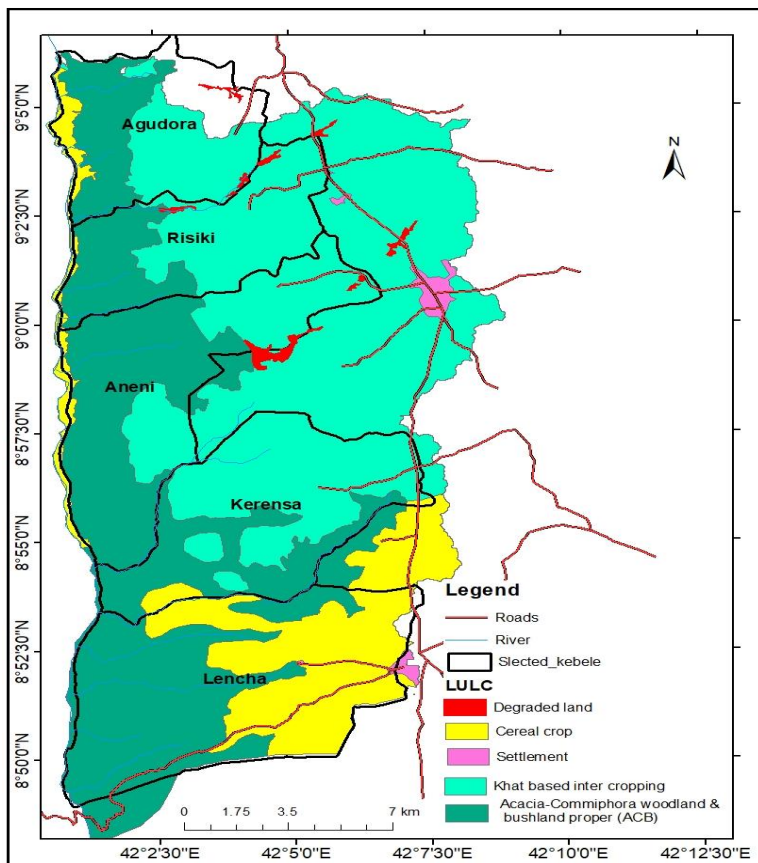 N
9°5'0"N
9°2'30"N
9°0'0"N
8°57'30"N
8°55'0"N
8°52'30"N
8°50'0"N
Agudora
Risiki
Aneni
Kerensa
Lencha
Legend
Roads
River
Slected_kebele
LULC
Degraded land
Cereal crop
Settlement
Khat based inter cropping
Acacia-Commiphora woodland &
bushland proper (ACB)
0 1.75 3.5 7 km
42°2'30"E 42°5'0"E 42°7'30"E 42°10'0"E 42°12'30"E